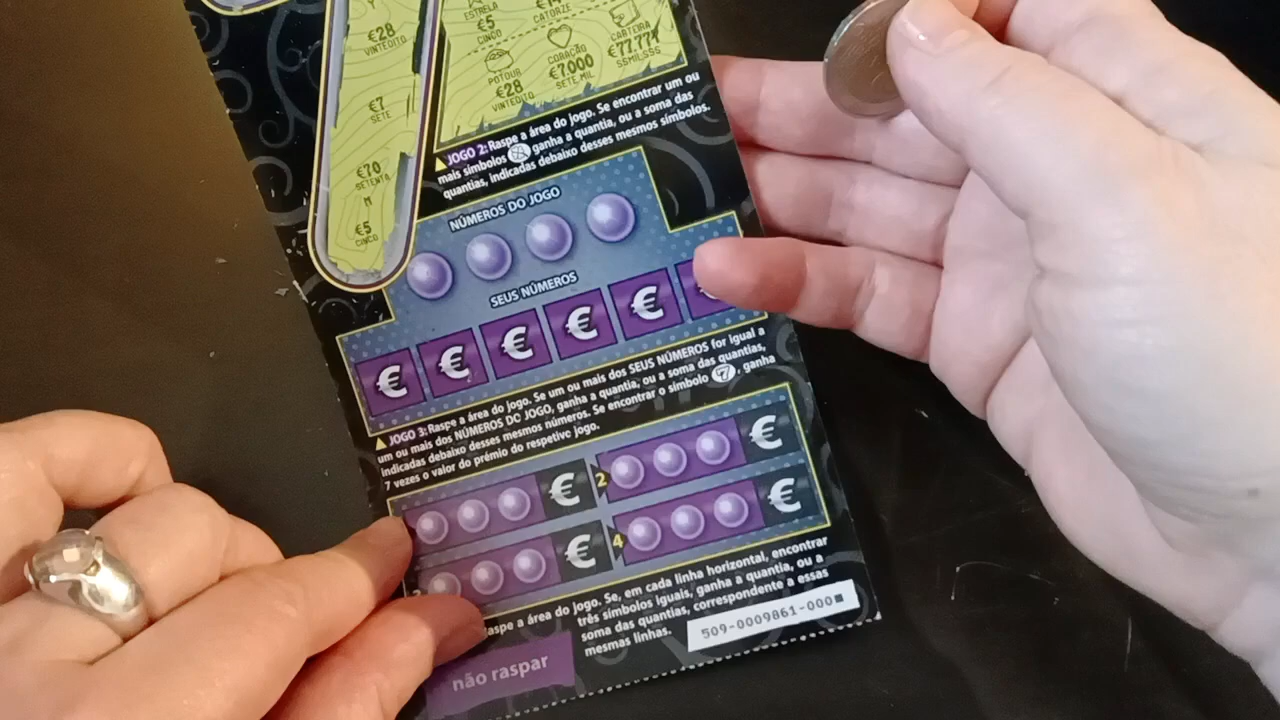 €28
VINTEOITO
€7
SETE
€70
SETENTA
€5
CINCO
ESTRELA
€5
CINCO
CATORZE
POTOUR
€28
VINTEOITO
CORAÇÃO
€7.000
SETE MIL
CARTEIRA
€77.777
JOGO 2: Raspe a área do jogo. Se encontrar um ou
mais símbolos ganha a quantia, ou a soma das
quantias, indicadas debaixo desses mesmos símbolos.
NÚMEROS DO JOGO
SEUS NÚMEROS
€ € € € €
JOGO 3: Raspe a área do jogo. Se um ou mais dos SEUS NÚMEROS for igual a
um ou mais dos NÚMEROS DO JOGO, ganha a quantia, ou a soma das quantias,
indicadas debaixo desses mesmos números. Se encontrar o símbolo 7, ganha
7 vezes o valor do prémio do respetivo jogo.
€ 2 €
€ 4 €
raspe a área do jogo. Se, em cada linha horizontal, encontrar
três símbolos iguais, ganha a quantia, ou a
soma das quantias, correspondente a essas
mesmas linhas.
509-0009861-000
não raspar